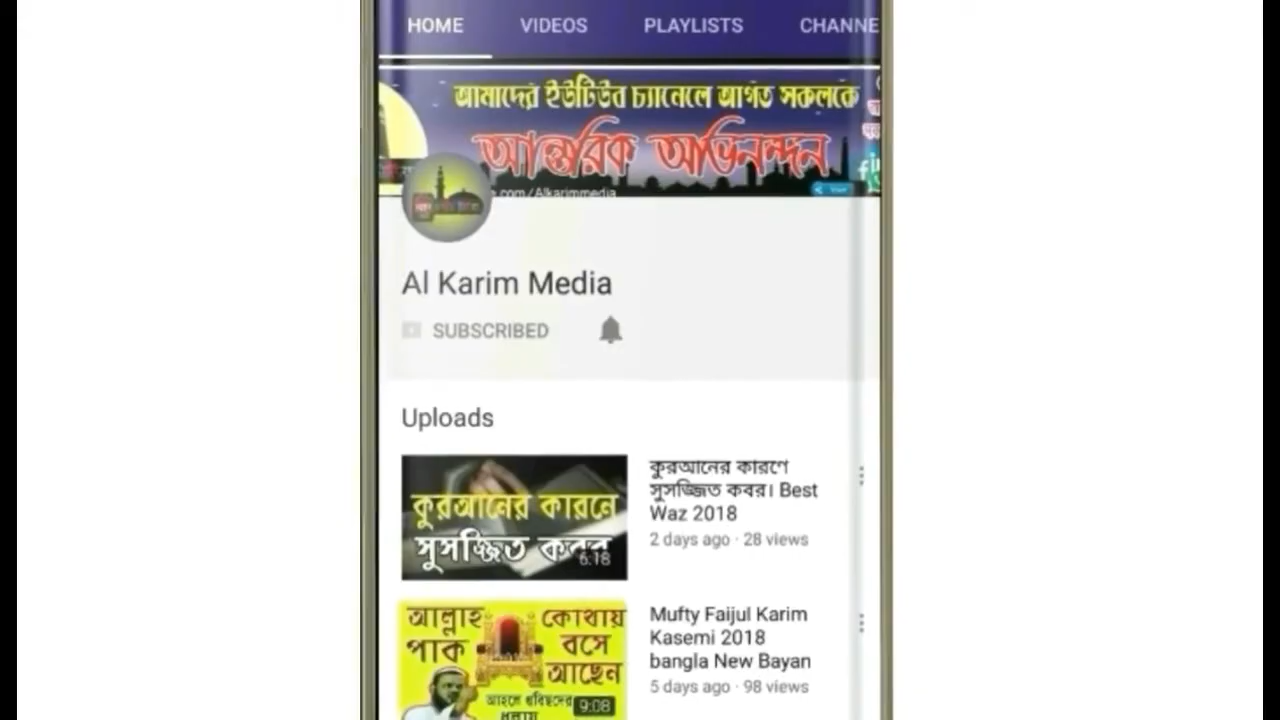 HOME VIDEOS PLAYLISTS CHANNE
আমাদের ইউটিউব চ্যানেলে আগত সকলকে
আন্তরিক অভিনন্দন
.com/Alkarimmedia
Al Karim Media
SUBSCRIBED
Uploads
কুরআনের কারনে
সুসজ্জিত কবর
6:18
কুরআনের কারণে
সুসজ্জিত কবর। Best
Waz 2018
2 days ago · 28 views
আল্লাহ কোথায়
পাক বসে
আছেন
9:08
Mufty Faijul Karim
Kasemi 2018
bangla New Bayan
5 days ago · 98 views